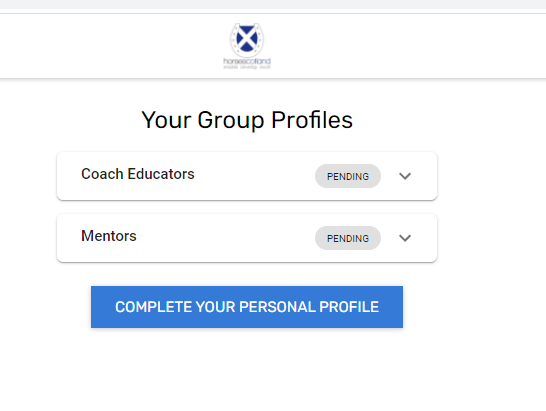 horsescotland
Your Group Profiles
Coach Educators
PENDING
Mentors
PENDING
COMPLETE YOUR PERSONAL PROFILE